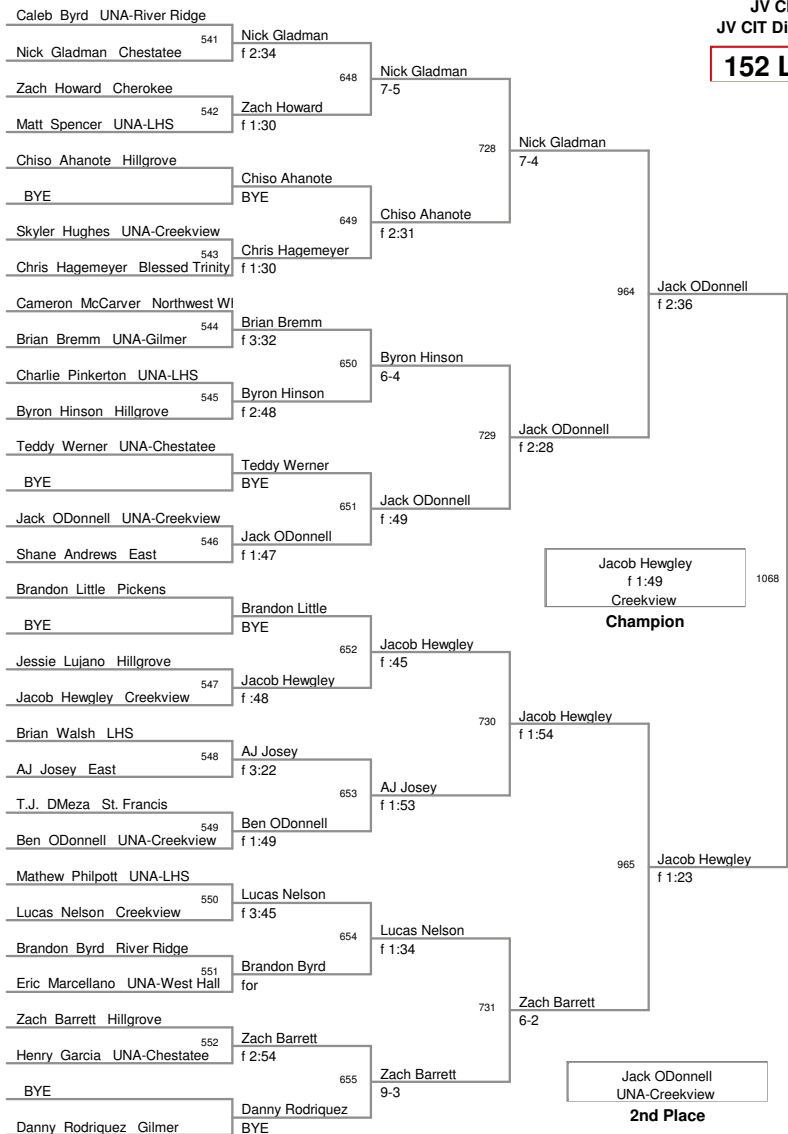 JV CI
JV CIT Di
152 L
Caleb Byrd UNA-River Ridge
541
Nick Gladman Chestatee
Nick Gladman
f 2:34
648
Zach Howard Cherokee
542
Matt Spencer UNA-LHS
Zach Howard
f 1:30
Nick Gladman
7-5
728
Chiso Ahanote Hillgrove
BYE
Chiso Ahanote
BYE
649
Skyler Hughes UNA-Creekview
543
Chris Hagemeyer Blessed Trinity
Chris Hagemeyer
f 1:30
Chiso Ahanote
f 2:31
Nick Gladman
7-4
964
Cameron McCarver Northwest WI
544
Brian Bremm UNA-Gilmer
Brian Bremm
f 3:32
650
Charlie Pinkerton UNA-LHS
545
Byron Hinson Hillgrove
Byron Hinson
f 2:48
Byron Hinson
6-4
729
Teddy Werner UNA-Chestatee
BYE
Teddy Werner
BYE
651
Jack ODonnell UNA-Creekview
546
Shane Andrews East
Jack ODonnell
f 1:47
Jack ODonnell
f :49
Jack ODonnell
f 2:28
Jack ODonnell
f 2:36
Jacob Hewgley
f 1:49
Creekview
1068
Champion
Brandon Little Pickens
BYE
Brandon Little
BYE
652
Jessie Lujano Hillgrove
547
Jacob Hewgley Creekview
Jacob Hewgley
f :48
Jacob Hewgley
f :45
730
Brian Walsh LHS
548
AJ Josey East
AJ Josey
f 3:22
653
T.J. DMeza St. Francis
549
Ben ODonnell UNA-Creekview
Ben ODonnell
f 1:49
AJ Josey
f 1:53
Jacob Hewgley
f 1:54
965
Mathew Philpott UNA-LHS
550
Lucas Nelson Creekview
Lucas Nelson
f 3:45
654
Brandon Byrd River Ridge
551
Eric Marcellano UNA-West Hall
Brandon Byrd
for
Lucas Nelson
f 1:34
731
Zach Barrett Hillgrove
552
Henry Garcia UNA-Chestatee
Zach Barrett
f 2:54
655
BYE
Danny Rodriquez Gilmer
Danny Rodriquez
BYE
Zach Barrett
9-3
Zach Barrett
6-2
Jacob Hewgley
f 1:23
Jack ODonnell
UNA-Creekview
2nd Place